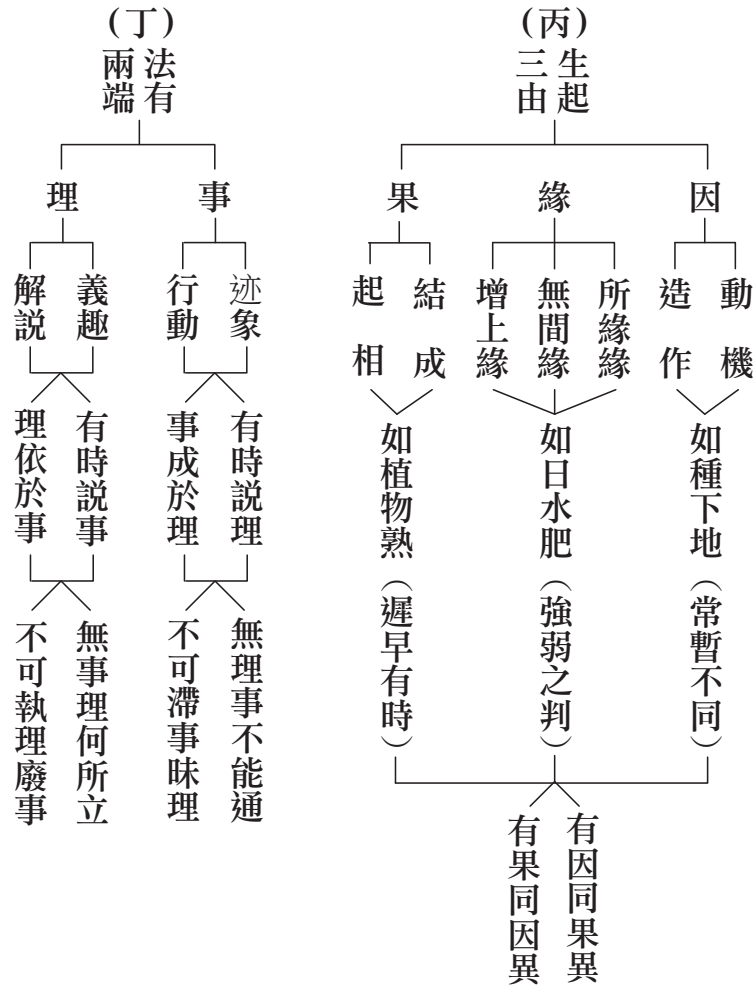 (丙)
生起
三由
因
動機
造作
如種下地(常暫不同)
緣
所緣緣
無間緣
增上緣
如日水肥(強弱之判)
果
結成
起相
如植物熟(遲早有時)
有因同果異
有果同因異
(丁)
法有
兩端
事
迹象
行動
有時説理
事成於理
無理事不能通
不可滯事昧理
理
義趣
解説
有時説事
理依於事
無事理何所立
不可執理廢事